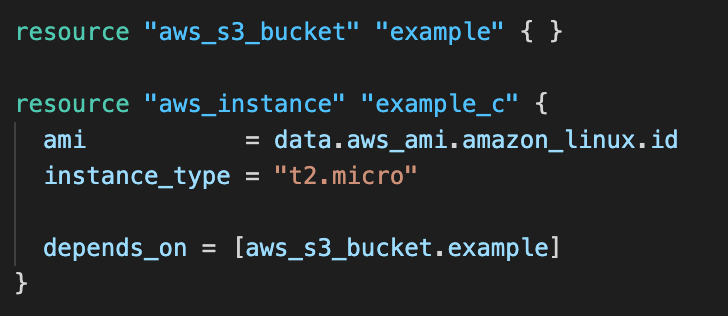 resource "aws_s3_bucket" "example" { }
resource "aws_instance" "example_c" {
ami = data.aws_ami.amazon_linux.id
instance_type = "t2.micro"
depends_on = [aws_s3_bucket.example]
}